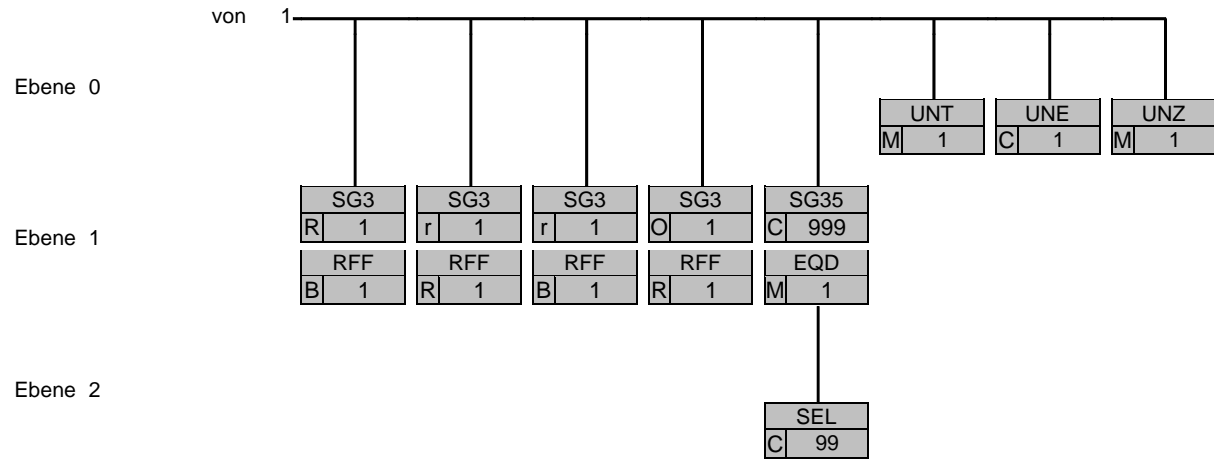 von 1
Ebene 0
UNT UNE UNZ
M 1 C 1 M 1
SG3 SG3 SG3 SG3 SG35
R 1 r 1 r 1 O 1 C 999
Ebene 1
RFF RFF RFF RFF EQD
B 1 R 1 B 1 R 1 M 1
Ebene 2
SEL
C 99